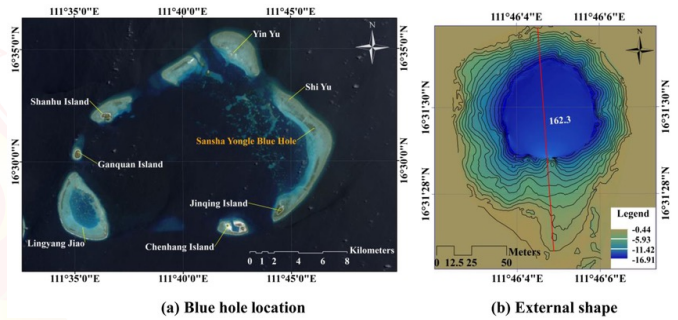 111°35'0"E 111°40'0"E 111°45'0"E
16°35'0"N 16°35'0"N
N
Yin Yu
Shi Yu
Shanhu Island
Sansha Yongle Blue Hole
16°30'0"N 16°30'0"N
Ganquan Island
Jinqing Island
Lingyang Jiao
Chenhang Island
Kilometers
0 1 2 4 6 8
111°35'0"E 111°40'0"E 111°45'0"E
(a) Blue hole location
111°46'4"E 111°46'6"E
N
16°31'30"N 16°31'30"N
162.3
16°31'28"N 16°31'28"N
Legend
-0.44
-5.93
-11.42
-16.91
Meters
0 12.5 25 50
111°46'4"E 111°46'6"E
(b) External shape